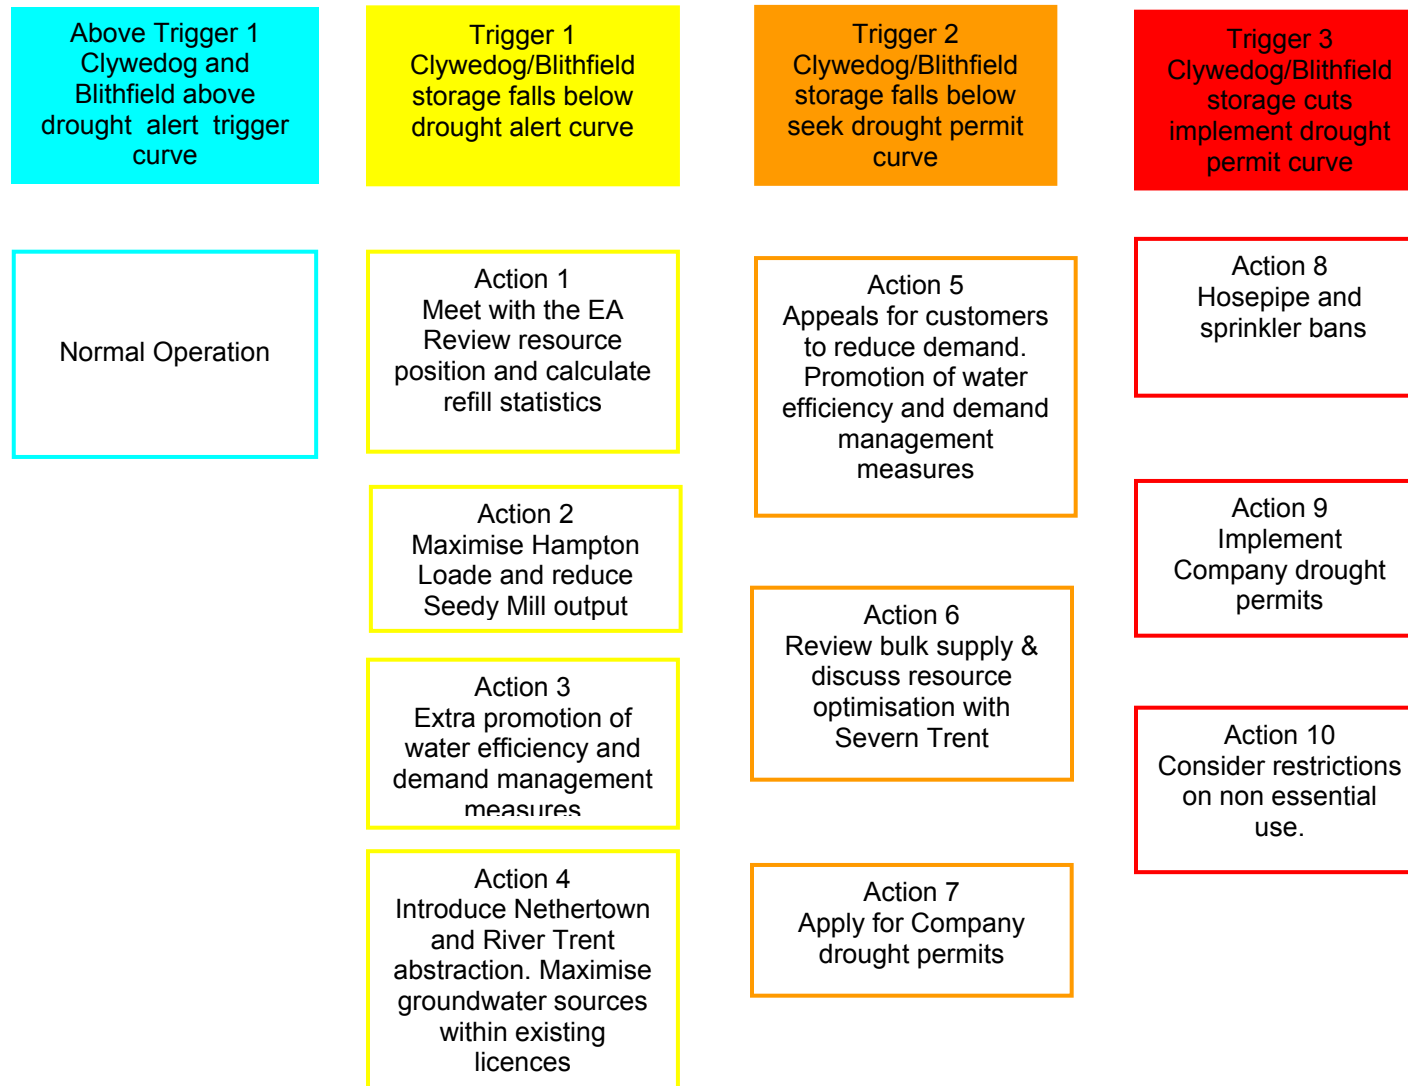 Above Trigger 1
Clywedog and
Blithfield above
drought alert trigger
curve
Trigger 1
Clywedog/Blithfield
storage falls below
drought alert curve
Trigger 2
Clywedog/Blithfield
storage falls below
seek drought permit
curve
Trigger 3
Clywedog/Blithfield
storage cuts
implement drought
permit curve
Normal Operation
Action 1
Meet with the EA
Review resource
position and calculate
refill statistics
Action 2
Maximise Hampton
Loade and reduce
Seedy Mill output
Action 3
Extra promotion of
water efficiency and
demand management
measures
Action 4
Introduce Nethertown
and River Trent
abstraction. Maximise
groundwater sources
within existing
licences
Action 5
Appeals for customers
to reduce demand.
Promotion of water
efficiency and demand
management
measures
Action 6
Review bulk supply &
discuss resource
optimisation with
Severn Trent
Action 7
Apply for Company
drought permits
Action 8
Hosepipe and
sprinkler bans
Action 9
Implement
Company drought
permits
Action 10
Consider restrictions
on non essential
use.